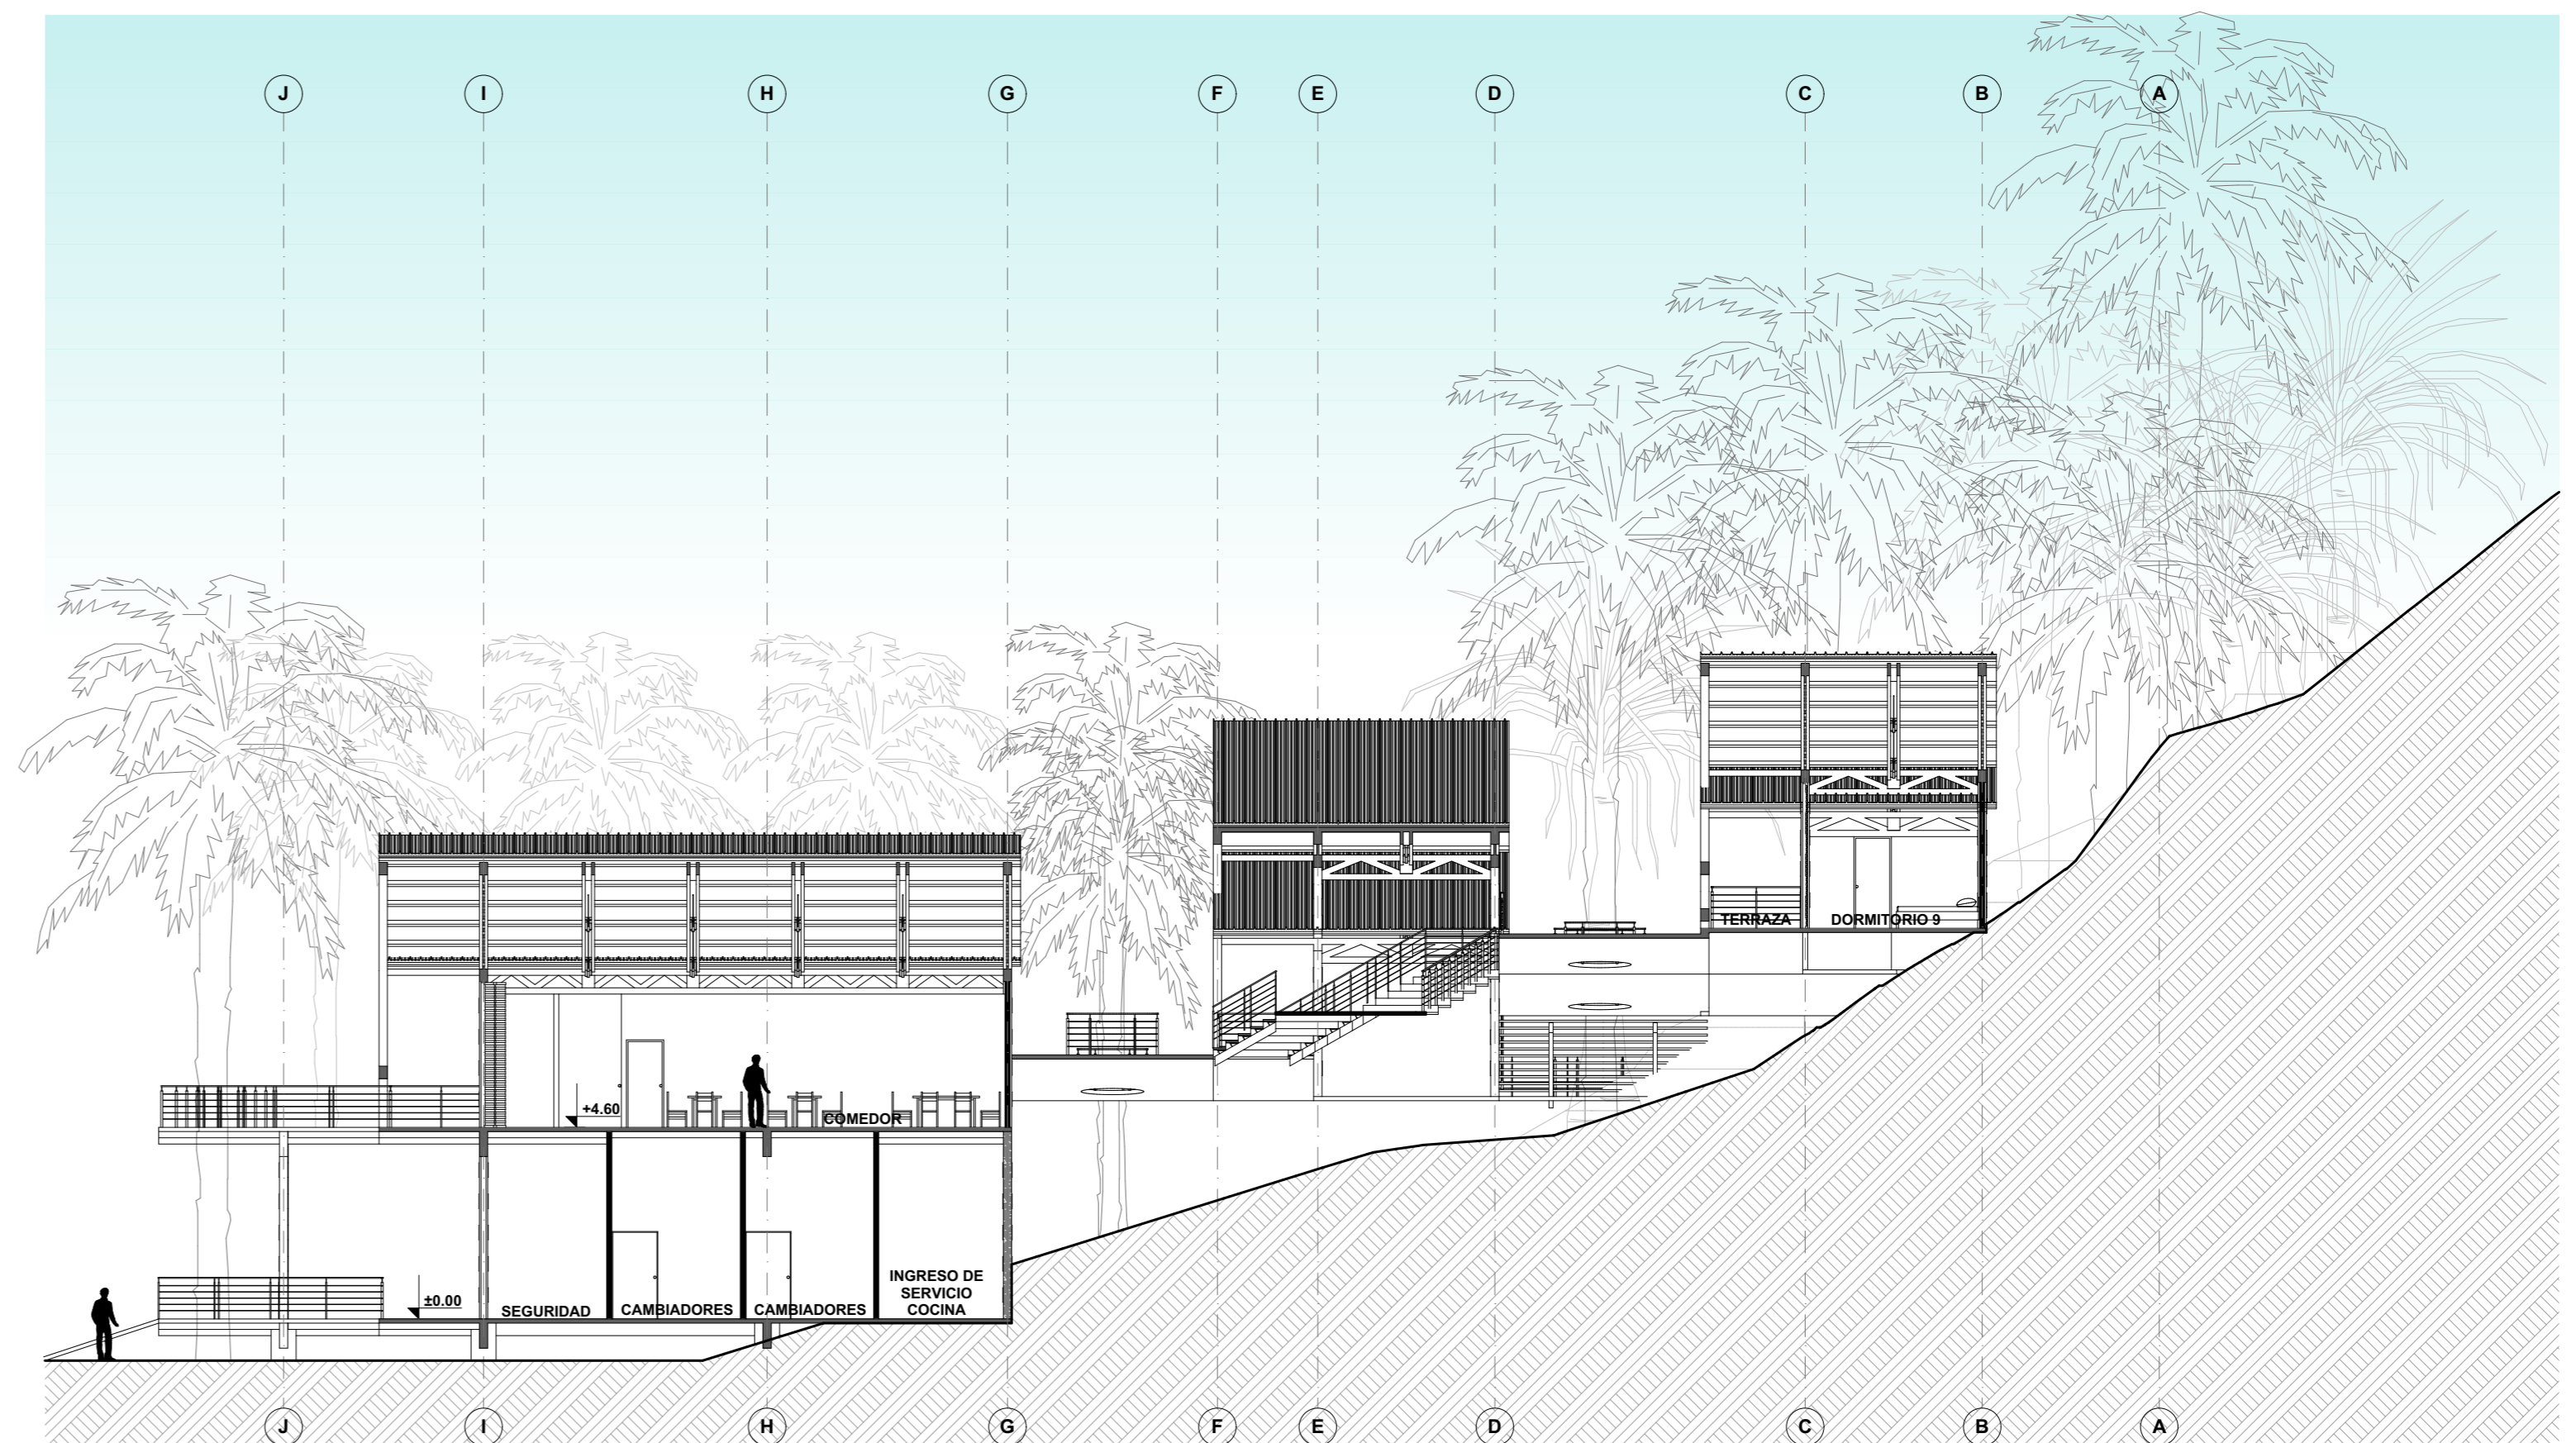 J I H G F E D C B A
TERRAZA DORMITORIO 9
+4.60
COMEDOR
±0.00
SEGURIDAD CAMBIADORES CAMBIADORES
INGRESO DE
SERVICIO
COCINA
J I H G F E D C B A